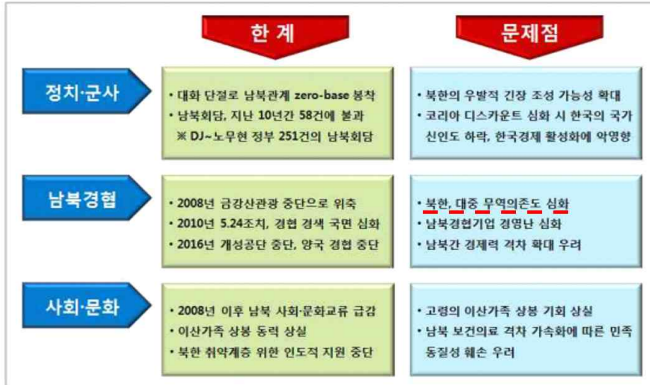 한 계
문제점
정치·군사
• 대화 단절로 남북관계 zero-base 봉착
• 남북회담, 지난 10년간 58건에 불과
※ DJ~노무현 정부 251건의 남북회담
• 북한의 우발적 긴장 조성 가능성 확대
• 코리아 디스카운트 심화 시 한국의 국가
신인도 하락, 한국경제 활성화에 악영향
남북경협
• 2008년 금강산관광 중단으로 위축
• 2010년 5.24조치, 경협 경색 국면 심화
• 2016년 개성공단 중단, 양국 경협 중단
• 북한, 대중 무역의존도 심화
• 남북경협기업 경영난 심화
• 남북간 경제력 격차 확대 우려
사회·문화
• 2008년 이후 남북 사회·문화교류 급감
• 이산가족 상봉 동력 상실
• 북한 취약계층 위한 인도적 지원 중단
• 고령의 이산가족 상봉 기회 상실
• 남북 보건의료 격차 가속화에 따른 민족
동질성 훼손 우려